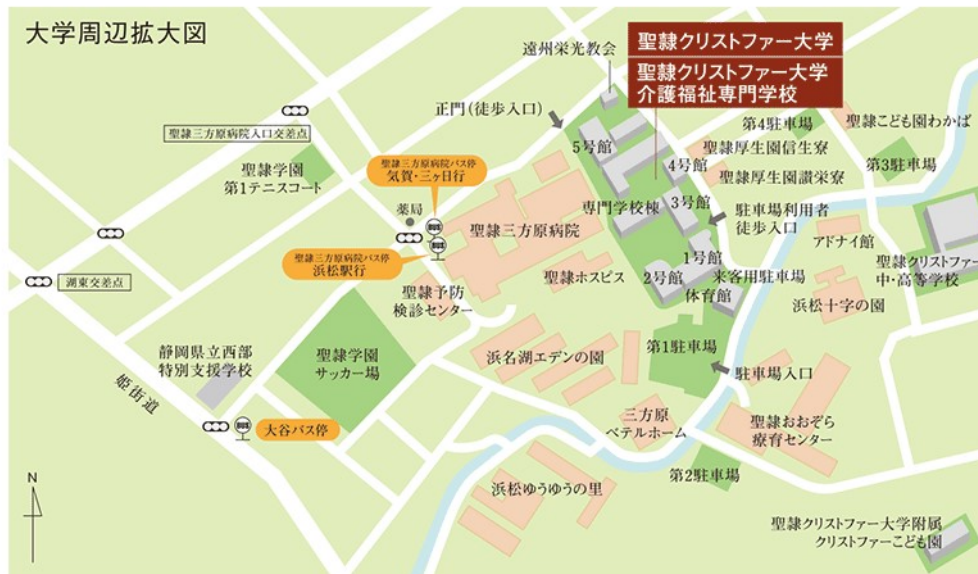 大学周辺拡大図
遠州栄光教会
聖隷クリストファー大学
聖隷クリストファー大学
介護福祉専門学校
正門(徒歩入口)
聖隷三方原病院入口交差点
聖隷学園
第1テニスコート
聖隷三方原病院バス停
気賀・三ヶ日行
薬局
BUS
BUS
聖隷三方原病院バス停
浜松駅行
5号館
4号館
3号館
専門学校棟
1号館
2号館
体育館
第4駐車場
聖隷こども園わかば
聖隷厚生園信生寮
聖隷厚生園讃栄寮
第3駐車場
駐車場利用者
徒歩入口
聖隷三方原病院
アドナイ館
聖隷クリストファー
中・高等学校
湖東交差点
聖隷予防
検診センター
聖隷ホスピス
来客用駐車場
浜松十字の園
静岡県立西部
特別支援学校
聖隷学園
サッカー場
浜名湖エデンの園
第1駐車場
駐車場入口
姫街道
BUS
大谷バス停
三方原
ベテルホーム
聖隷おおぞら
療育センター
第2駐車場
浜松ゆうゆうの里
N
聖隷クリストファー大学附属
クリストファーこども園